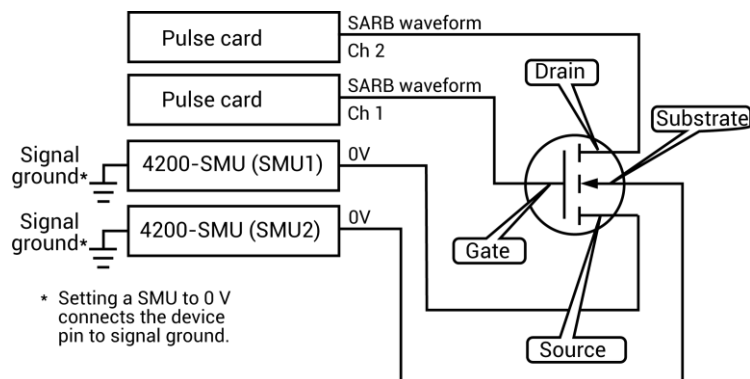 Pulse card
SARB waveform
Ch 2
Pulse card
SARB waveform
Ch 1
Drain
Substrate
Signal
ground*
4200-SMU (SMU1)
0V
Signal
ground*
4200-SMU (SMU2)
0V
Gate
Source
* Setting a SMU to 0 V
connects the device
pin to signal ground.